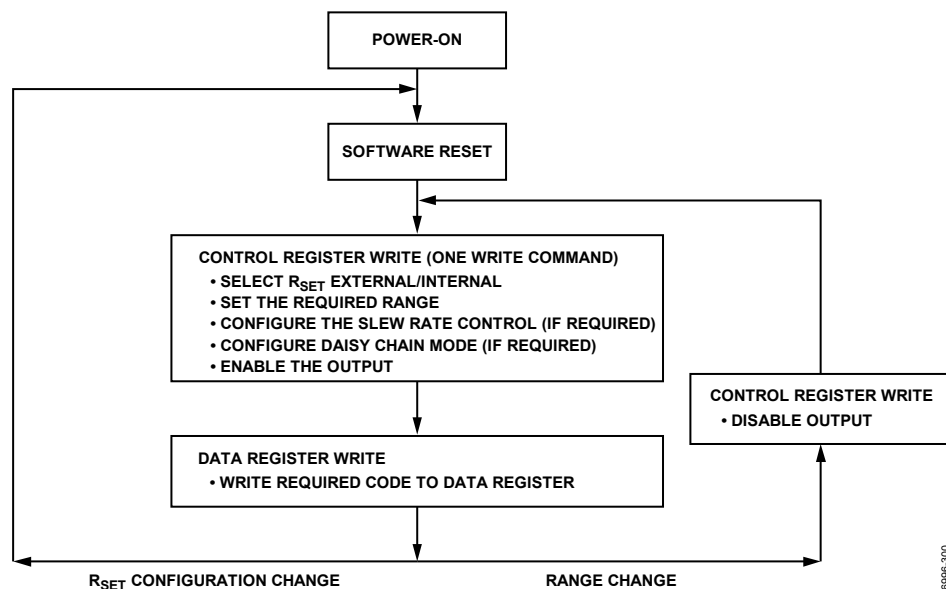 POWER-ON
SOFTWARE RESET
CONTROL REGISTER WRITE (ONE WRITE COMMAND)
• SELECT RSET EXTERNAL/INTERNAL
• SET THE REQUIRED RANGE
• CONFIGURE THE SLEW RATE CONTROL (IF REQUIRED)
• CONFIGURE DAISY CHAIN MODE (IF REQUIRED)
• ENABLE THE OUTPUT
CONTROL REGISTER WRITE
• DISABLE OUTPUT
DATA REGISTER WRITE
• WRITE REQUIRED CODE TO DATA REGISTER
RSET CONFIGURATION CHANGE
RANGE CHANGE